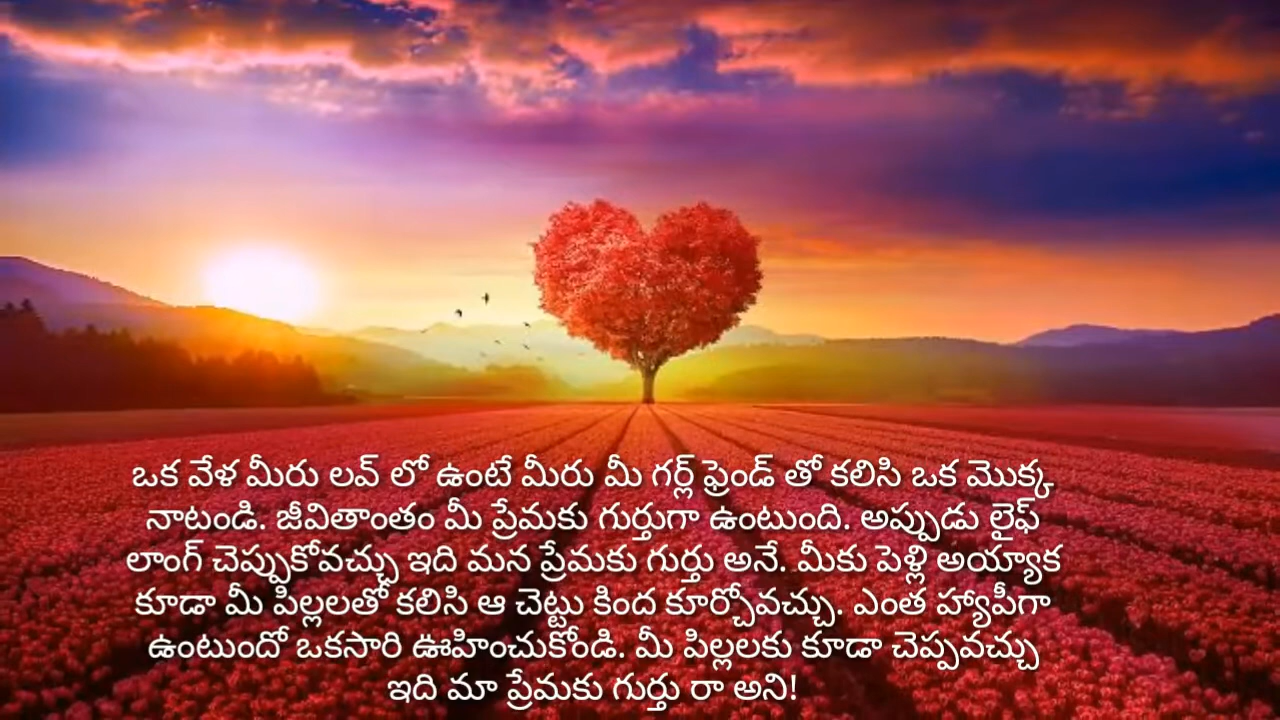 ఒక వేళ మీరు లవ్ లో ఉంటే మీరు మీ గర్ల్ ఫ్రెండ్ తో కలిసి ఒక మొక్క
నాటండి. జీవితాంతం మీ ప్రేమకు గుర్తుగా ఉంటుంది. అప్పుడు లైఫ్
లాంగ్ చెప్పుకోవచ్చు ఇది మన ప్రేమకు గుర్తు అనే. మీకు పెళ్లి అయ్యాక
కూడా మీ పిల్లలతో కలిసి ఆ చెట్టు కింద కూర్చోవచ్చు. ఎంత హ్యాపీగా
ఉంటుందో ఒకసారి ఊహించుకోండి. మీ పిల్లలకు కూడా చెప్పవచ్చు
ఇది మా ప్రేమకు గుర్తు రా అని!